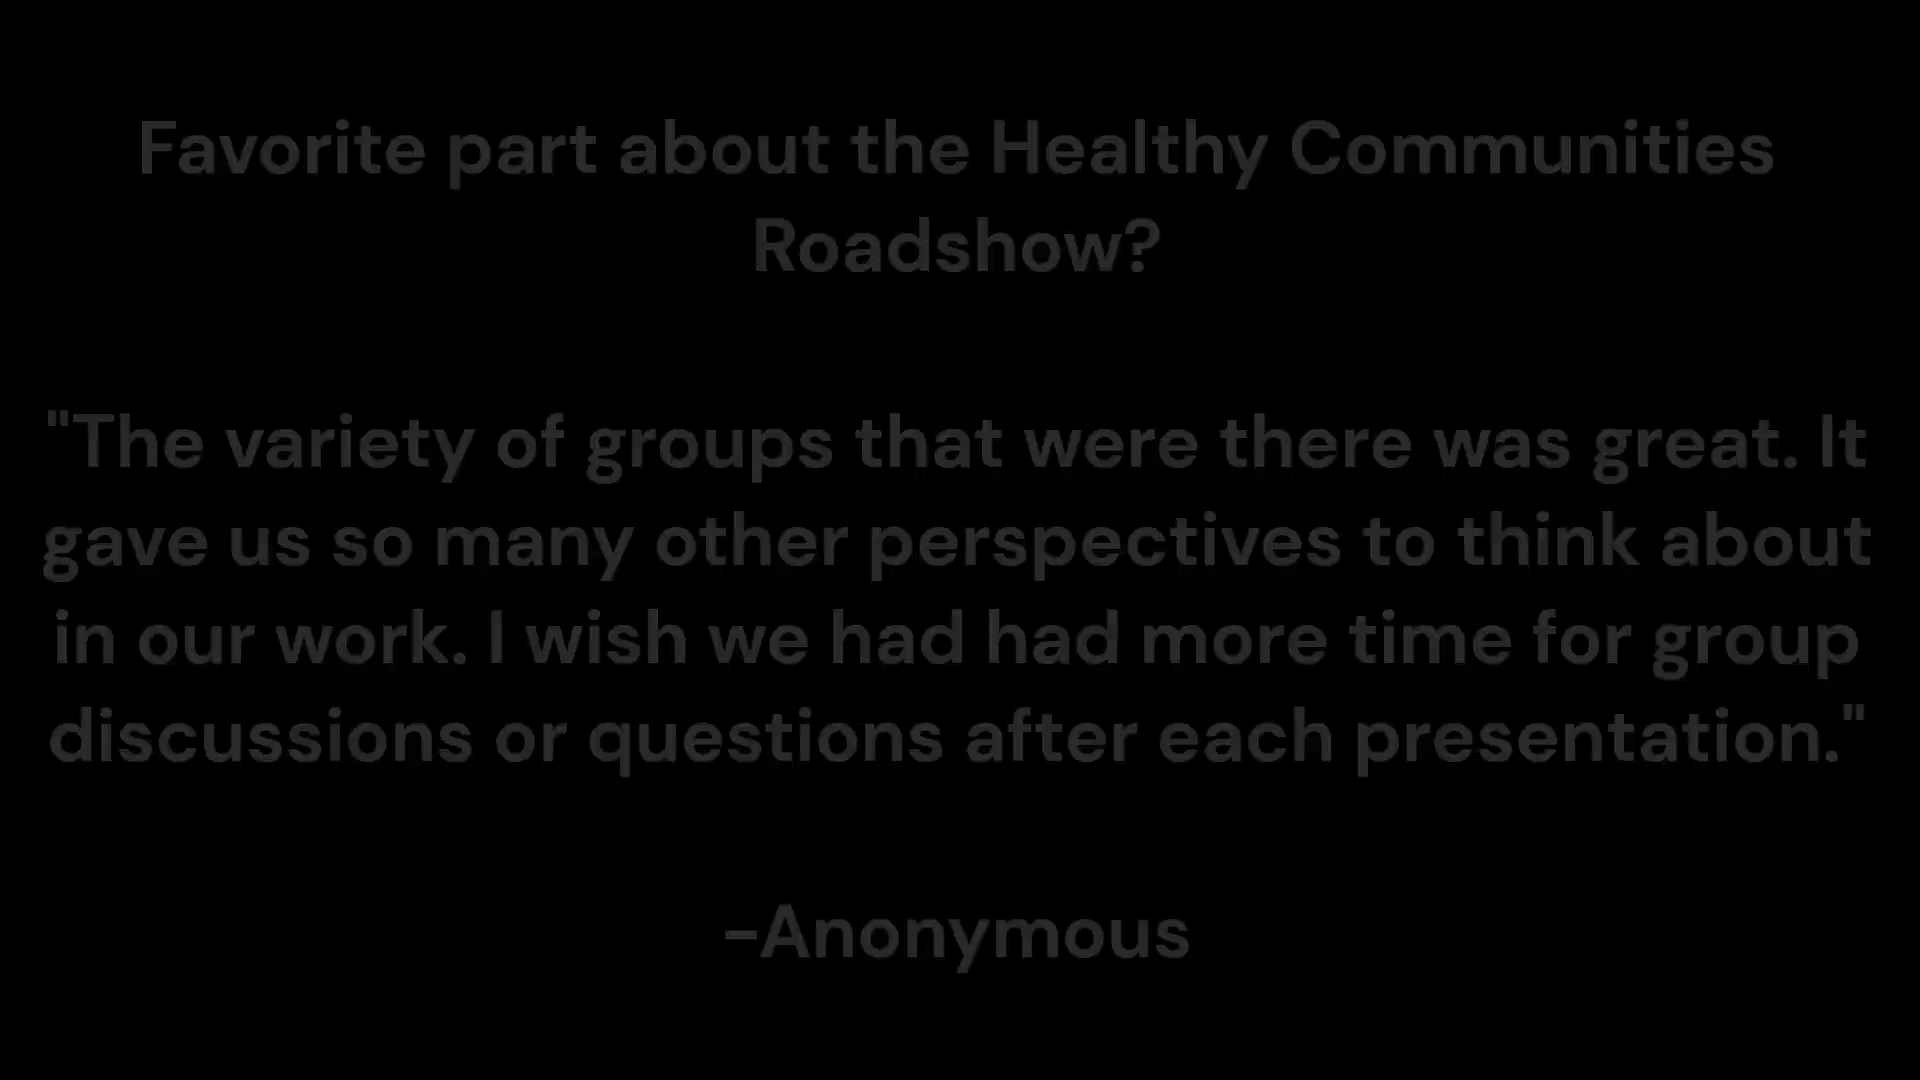 Favorite part about the Healthy Communities
Roadshow?
"The variety of groups that were there was great. It
gave us so many other perspectives to think about
in our work. I wish we had had more time for group
discussions or questions after each presentation."
-Anonymous